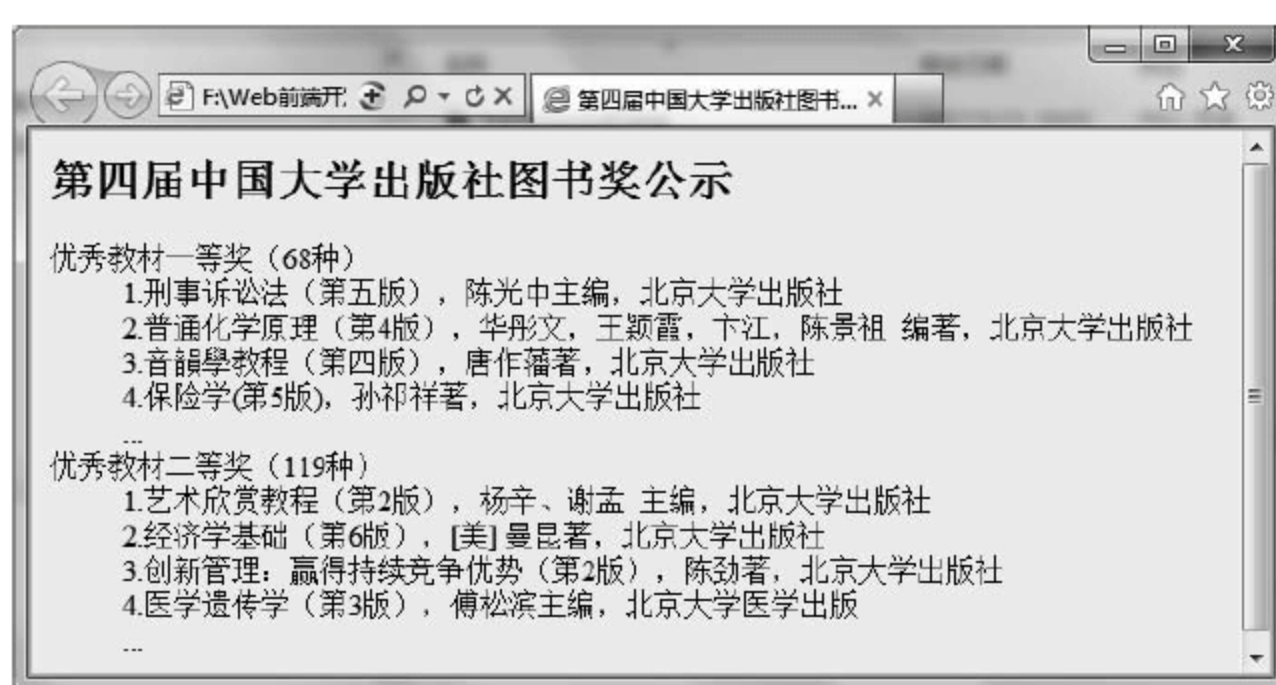 F:\Web前端开
第四届中国大学出版社图书...
第四届中国大学出版社图书奖公示
优秀教材一等奖（68种）
1.刑事诉讼法（第五版），陈光中主编，北京大学出版社
2.普通化学原理（第4版），华彤文，王颖霞，卞江，陈景祖 编著，北京大学出版社
3.音韻學教程（第四版），唐作藩著，北京大学出版社
4.保险学(第5版)，孙祁祥著，北京大学出版社
...
优秀教材二等奖（119种）
1.艺术欣赏教程（第2版），杨辛、谢孟 主编，北京大学出版社
2.经济学基础（第6版），[美] 曼昆著，北京大学出版社
3.创新管理：赢得持续竞争优势（第2版），陈劲著，北京大学出版社
4.医学遗传学（第3版），傅松滨主编，北京大学医学出版
...